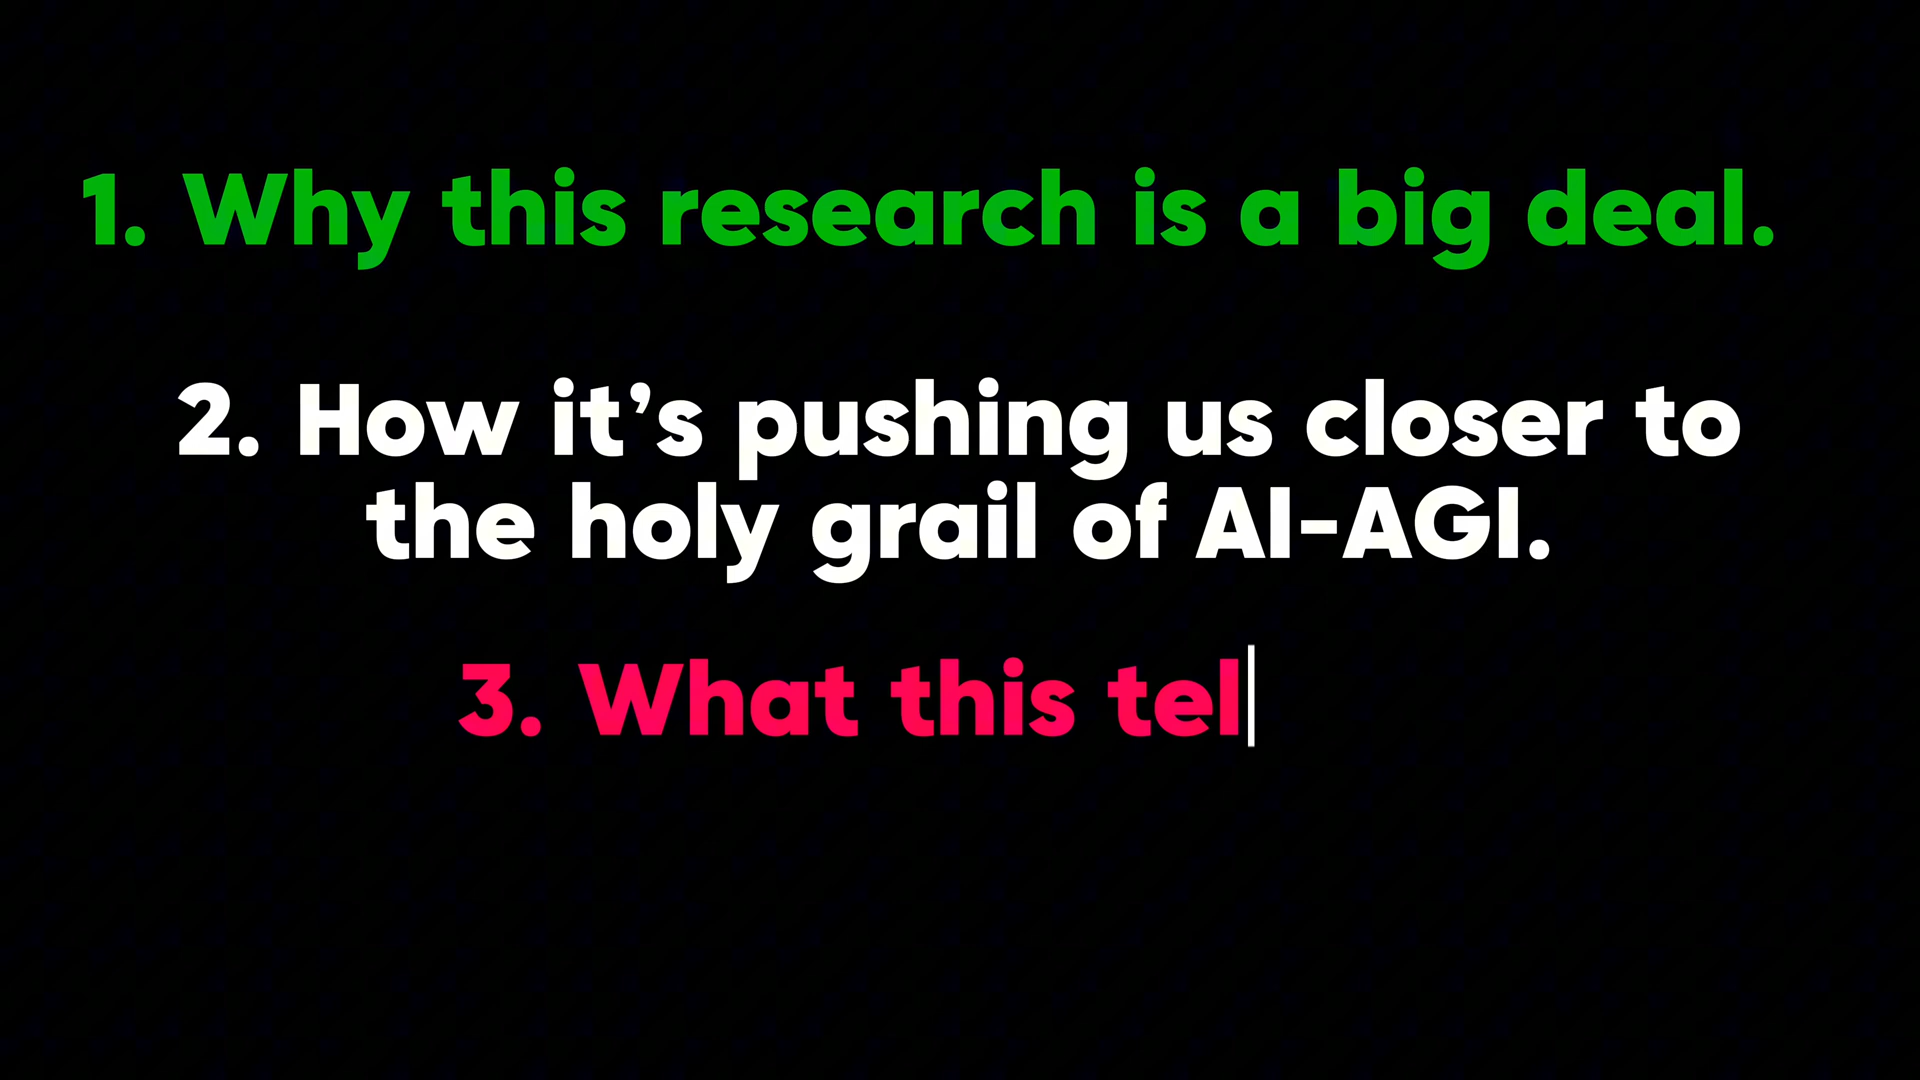 1. Why this research is a big deal.
2. How it’s pushing us closer to
the holy grail of AI-AGI.
3. What this tel